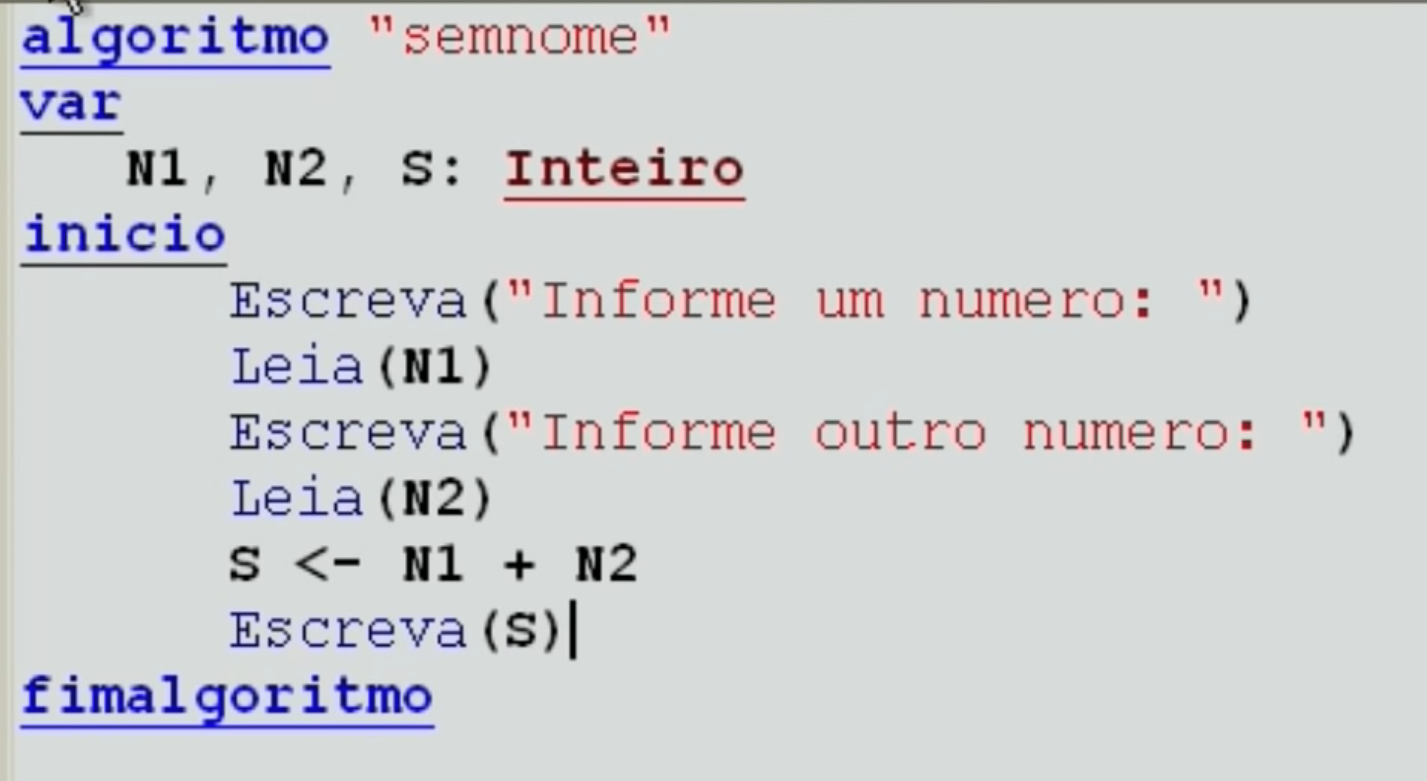 algoritmo "semnome"
var
N1, N2, S: Inteiro
inicio
Escreva("Informe um numero: ")
Leia(N1)
Escreva("Informe outro numero: ")
Leia(N2)
S <- N1 + N2
Escreva(S)
fimalgoritmo